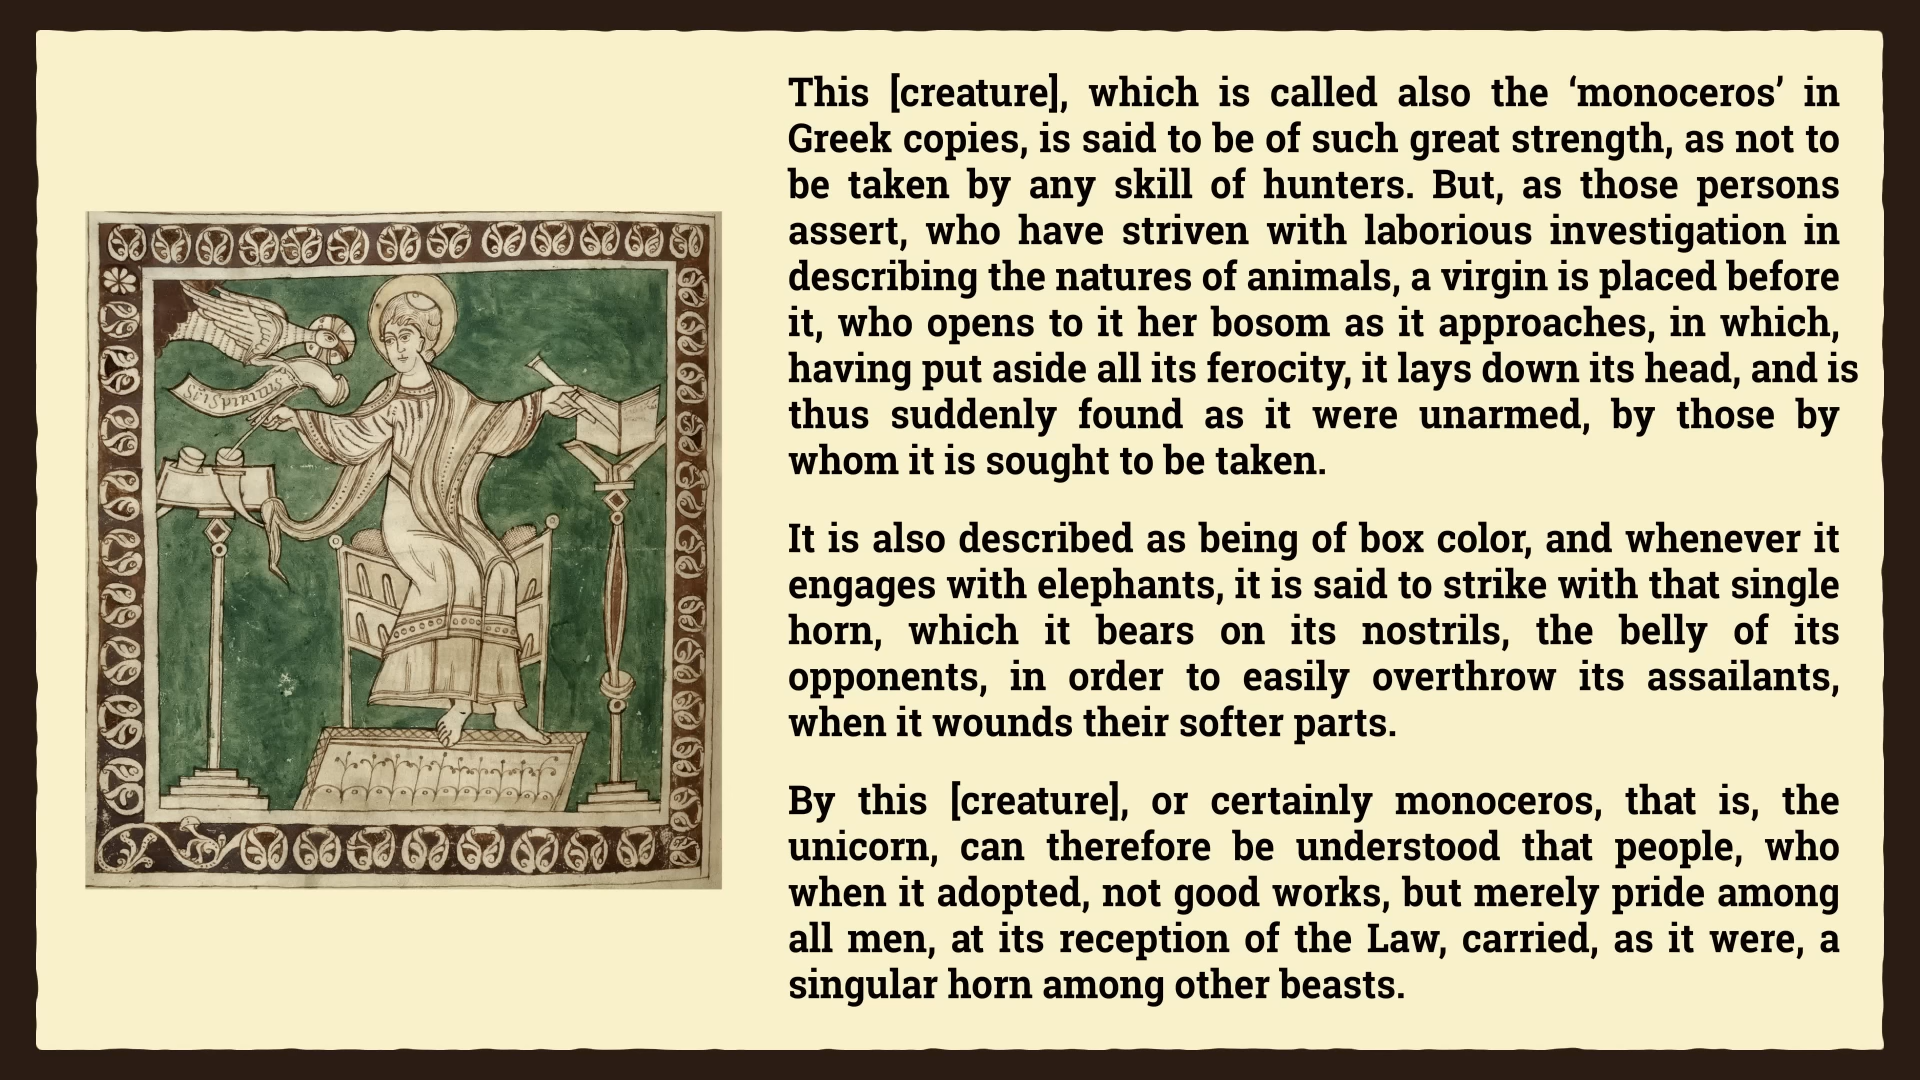 Sc̄i Spiritus
This [creature], which is called also the ‘monoceros’ in
Greek copies, is said to be of such great strength, as not to
be taken by any skill of hunters. But, as those persons
assert, who have striven with laborious investigation in
describing the natures of animals, a virgin is placed before
it, who opens to it her bosom as it approaches, in which,
having put aside all its ferocity, it lays down its head, and is
thus suddenly found as it were unarmed, by those by
whom it is sought to be taken.
It is also described as being of box color, and whenever it
engages with elephants, it is said to strike with that single
horn, which it bears on its nostrils, the belly of its
opponents, in order to easily overthrow its assailants,
when it wounds their softer parts.
By this [creature], or certainly monoceros, that is, the
unicorn, can therefore be understood that people, who
when it adopted, not good works, but merely pride among
all men, at its reception of the Law, carried, as it were, a
singular horn among other beasts.